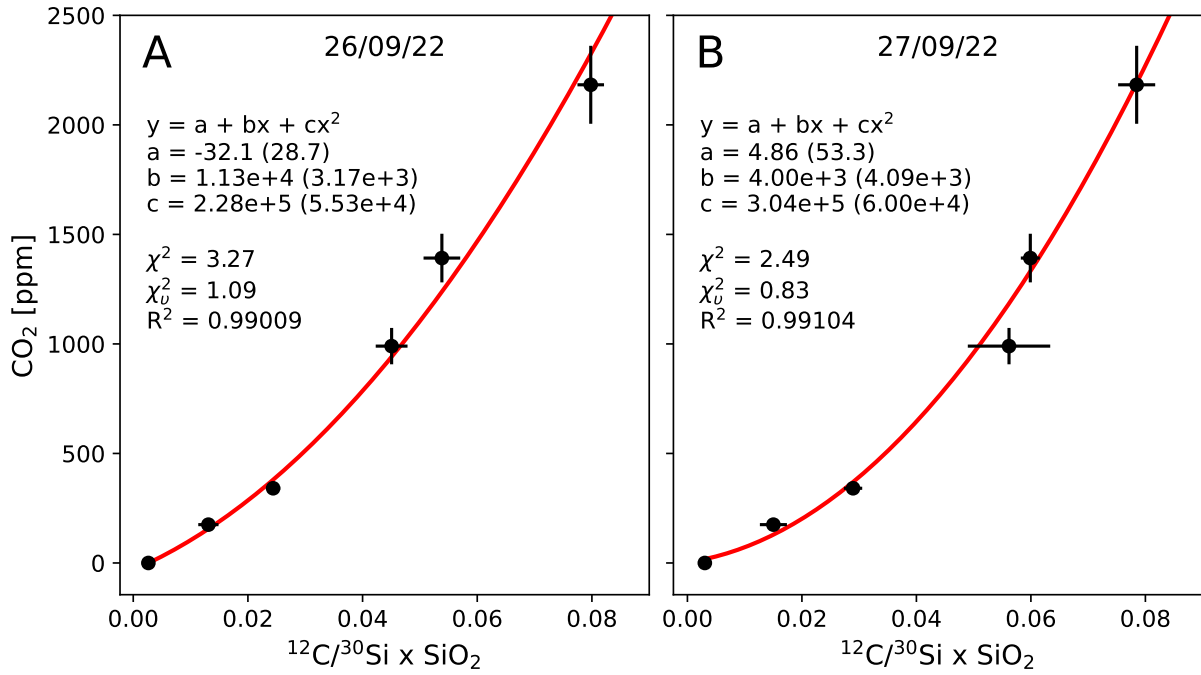 A
26/09/22
y = a + bx + cx²
a = -32.1 (28.7)
b = 1.13e+4 (3.17e+3)
c = 2.28e+5 (5.53e+4)
χ² = 3.27
χ²ᵤ = 1.09
R² = 0.99009
B
27/09/22
y = a + bx + cx²
a = 4.86 (53.3)
b = 4.00e+3 (4.09e+3)
c = 3.04e+5 (6.00e+4)
χ² = 2.49
χ²ᵤ = 0.83
R² = 0.99104
CO₂ [ppm]
2500
2000
1500
1000
500
0
0.00 0.02 0.04 0.06 0.08
0.00 0.02 0.04 0.06 0.08
¹²C/³⁰Si x SiO₂
¹²C/³⁰Si x SiO₂